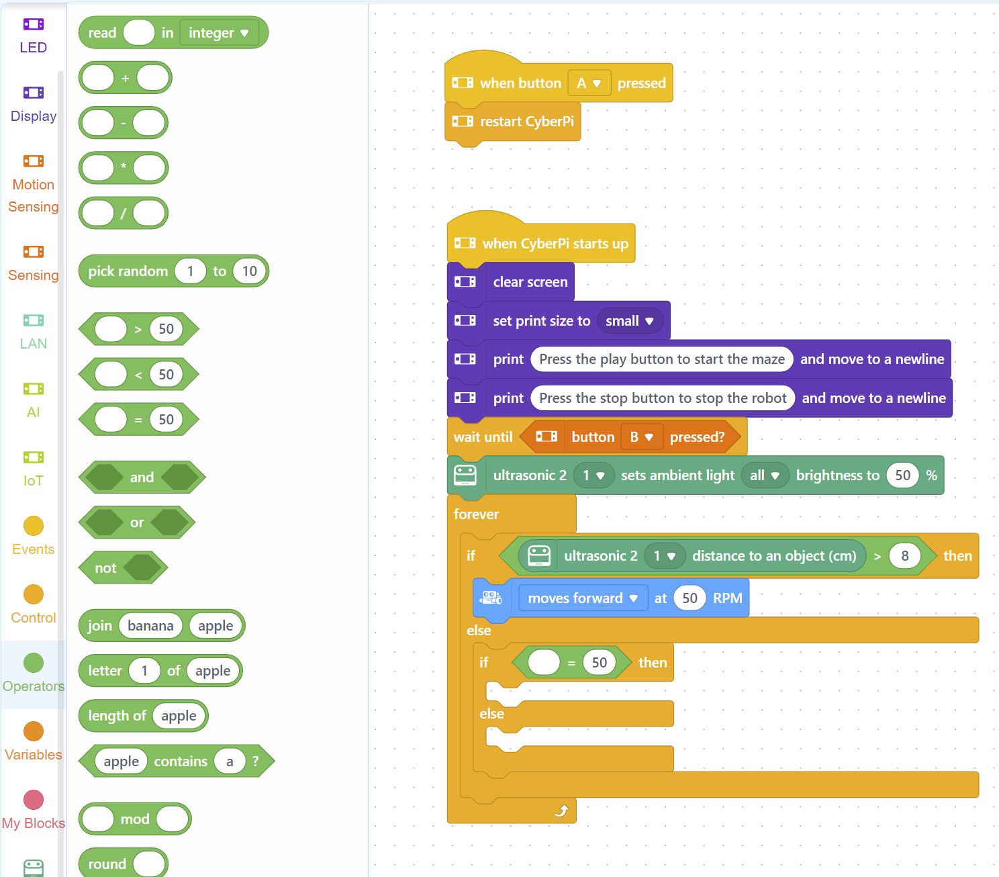 LED
Display
Motion
Sensing
Sensing
LAN
AI
IoT
Events
Control
Operators
Variables
My Blocks
read in integer
+
-
*
/
pick random 1 to 10
> 50
< 50
= 50
and
or
not
join banana apple
letter 1 of apple
length of apple
apple contains a ?
mod
round
when button A pressed
restart CyberPi
when CyberPi starts up
clear screen
set print size to small
print Press the play button to start the maze and move to a newline
print Press the stop button to stop the robot and move to a newline
wait until button B pressed?
ultrasonic 2 1 sets ambient light all brightness to 50 %
forever
if ultrasonic 2 1 distance to an object (cm) > 8 then
moves forward at 50 RPM
else
if = 50 then
else